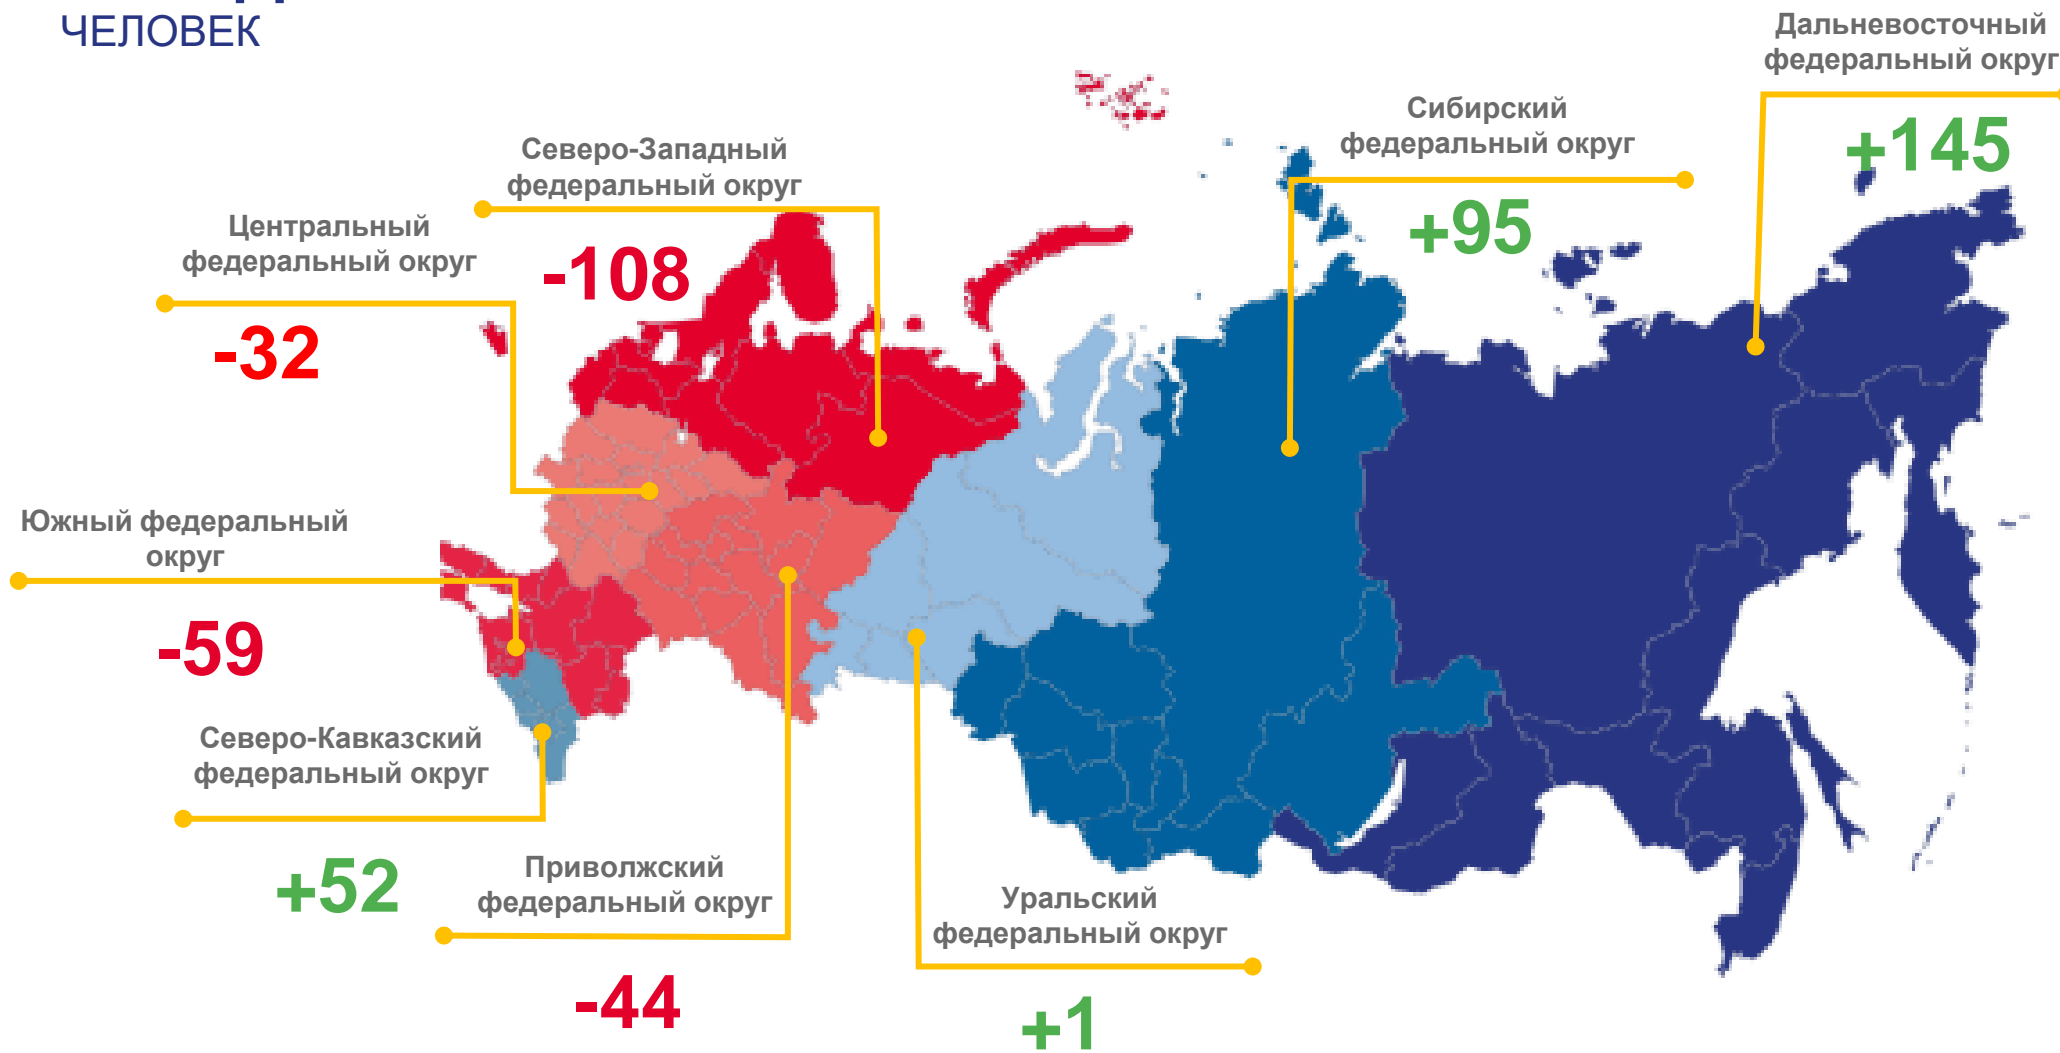 ЧЕЛОВЕК
Дальневосточный
федеральный округ
+145
Сибирский
федеральный округ
+95
Северо-Западный
федеральный округ
-108
Центральный
федеральный округ
-32
Южный федеральный
округ
-59
Северо-Кавказский
федеральный округ
+52
Приволжский
федеральный округ
-44
Уральский
федеральный округ
+1